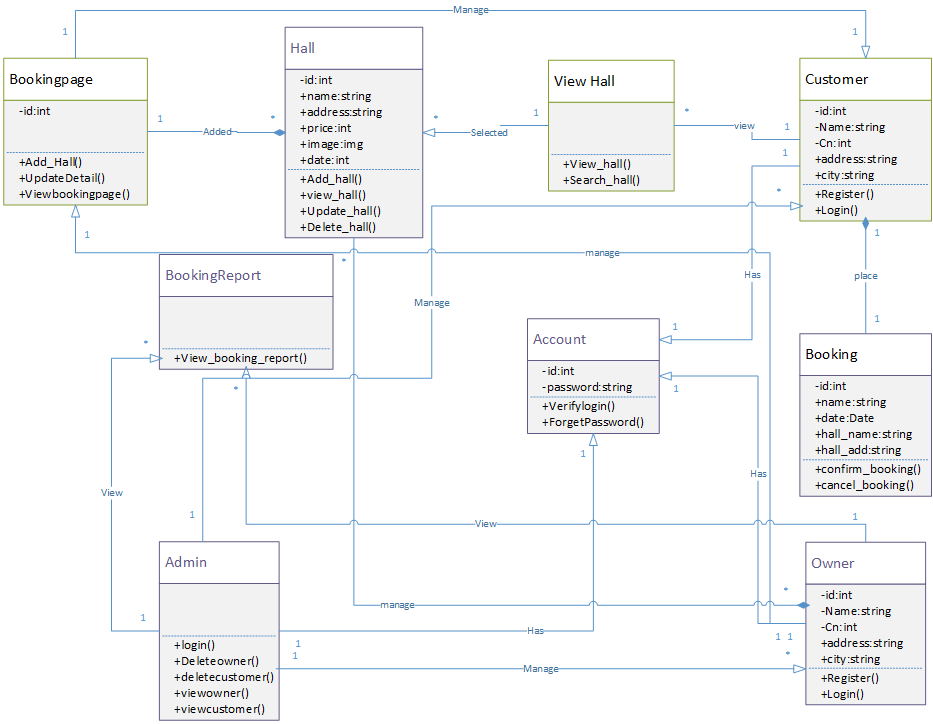 Manage
1
1
Bookingpage
-id:int
+Add_Hall()
+UpdateDetail()
+Viewbookingpage()
1
Added
*
Hall
-id:int
+name:string
+address:string
+price:int
+image:img
+date:int
+Add_hall()
+view_hall()
+Update_hall()
+Delete_hall()
*
Selected
1
View Hall
+View_hall()
+Search_hall()
*
view
1
Customer
-id:int
-Name:string
-Cn:int
+address:string
+city:string
+Register()
+Login()
1
*
1
place
1
1
manage
*
BookingReport
+View_booking_report()
*
*
Manage
Has
1
Account
-id:int
-password:string
+Verifylogin()
+ForgetPassword()
1
1
Booking
-id:int
+name:string
+date:Date
+hall_name:string
+hall_add:string
+confirm_booking()
+cancel_booking()
Has
View
1
View
1
Admin
+login()
+Deleteowner()
+deletecustomer()
+viewowner()
+viewcustomer()
1
manage
*
Has
1
1
1 1
Manage
*
Owner
-id:int
-Name:string
-Cn:int
+address:string
+city:string
+Register()
+Login()